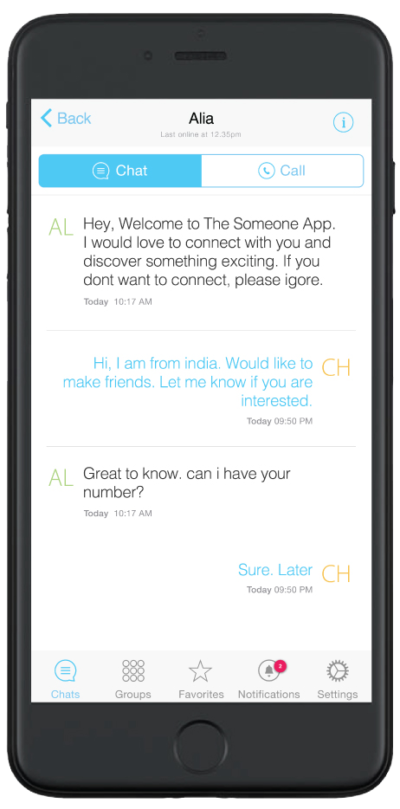 Back
Alia
Last online at 12.35pm
Chat
Call
AL
Hey, Welcome to The Someone App.
I would love to connect with you and
discover something exciting. If you
dont want to connect, please igore.
Today 10:17 AM
Hi, I am from india. Would like to
make friends. Let me know if you are
interested.
CH
Today 09:50 PM
AL
Great to know. can i have your
number?
Today 10:17 AM
Sure. Later
CH
Today 09:50 PM
Chats
Groups
Favorites
Notifications
Settings